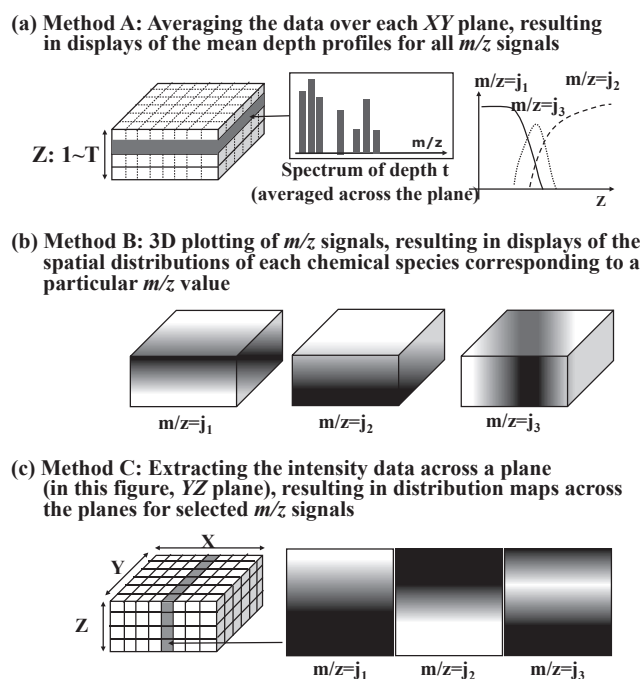 (a) Method A: Averaging the data over each XY plane, resulting
in displays of the mean depth profiles for all m/z signals
Z: 1~T
m/z
Spectrum of depth t
(averaged across the plane)
m/z=j1
m/z=j2
m/z=j3
Z
(b) Method B: 3D plotting of m/z signals, resulting in displays of the
spatial distributions of each chemical species corresponding to a
particular m/z value
m/z=j1
m/z=j2
m/z=j3
(c) Method C: Extracting the intensity data across a plane
(in this figure, YZ plane), resulting in distribution maps across
the planes for selected m/z signals
X
Y
Z
m/z=j1
m/z=j2
m/z=j3